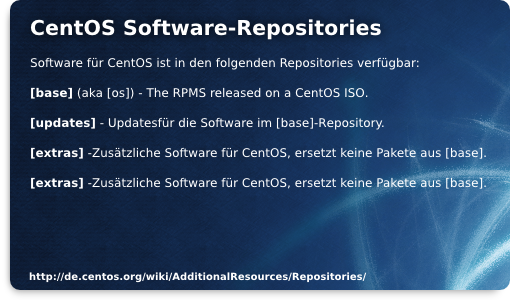 CentOS Software-Repositories
Software für CentOS ist in den folgenden Repositories verfügbar:
[base] (aka [os]) - The RPMS released on a CentOS ISO.
[updates] - Updatesfür die Software im [base]-Repository.
[extras] -Zusätzliche Software für CentOS, ersetzt keine Pakete aus [base].
[extras] -Zusätzliche Software für CentOS, ersetzt keine Pakete aus [base].
http://de.centos.org/wiki/AdditionalResources/Repositories/